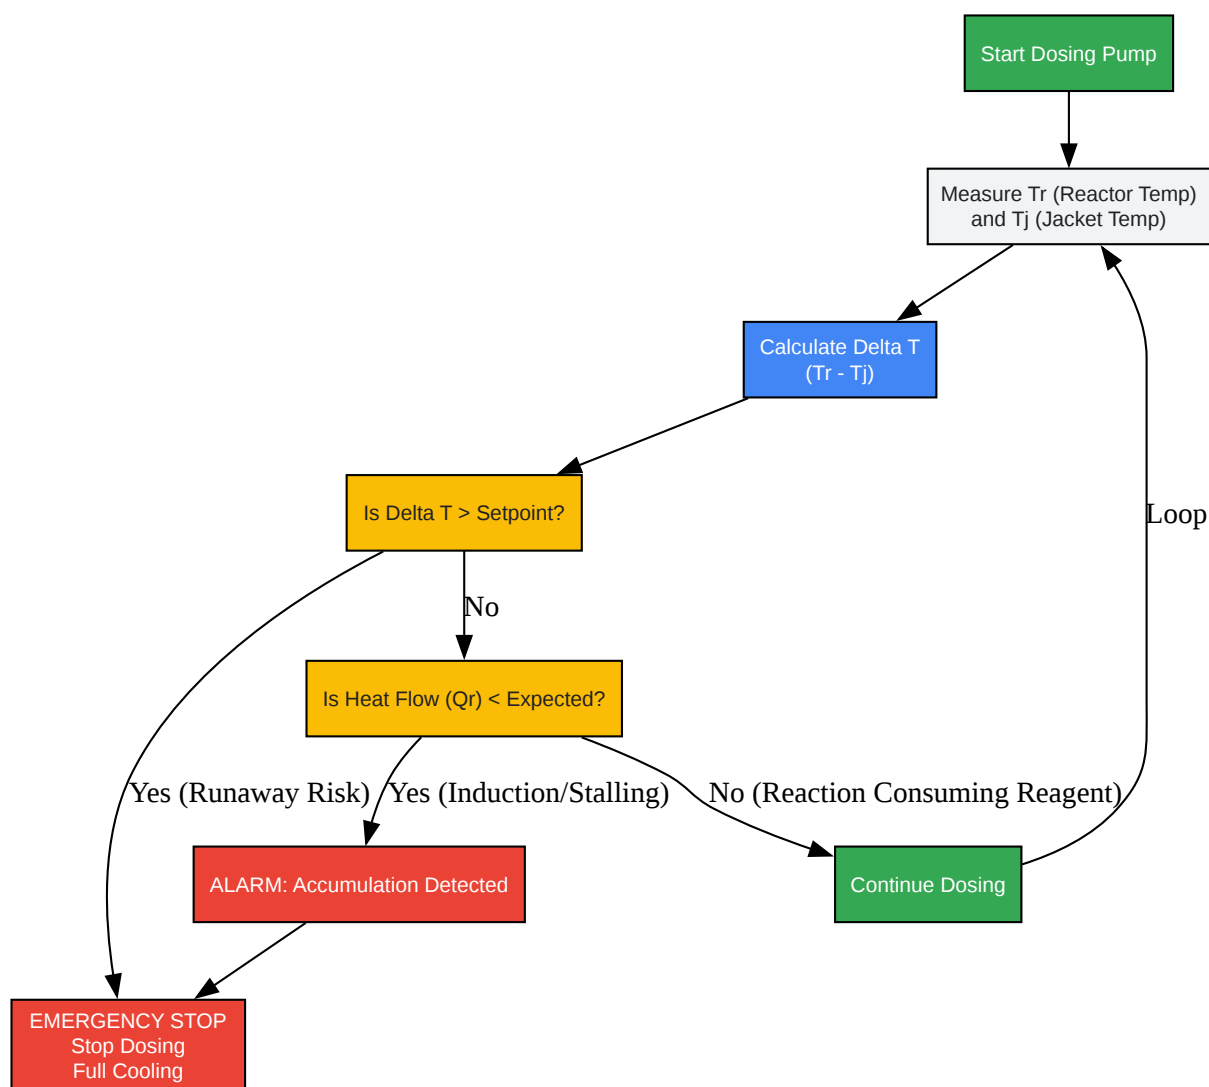 Start Dosing Pump
Measure Tr (Reactor Temp)
and Tj (Jacket Temp)
Calculate Delta T
(Tr - Tj)
Is Delta T > Setpoint?
Loop
No
Is Heat Flow (Qr) < Expected?
Yes (Runaway Risk)
Yes (Induction/Stalling)
No (Reaction Consuming Reagent)
ALARM: Accumulation Detected
Continue Dosing
EMERGENCY STOP
Stop Dosing
Full Cooling